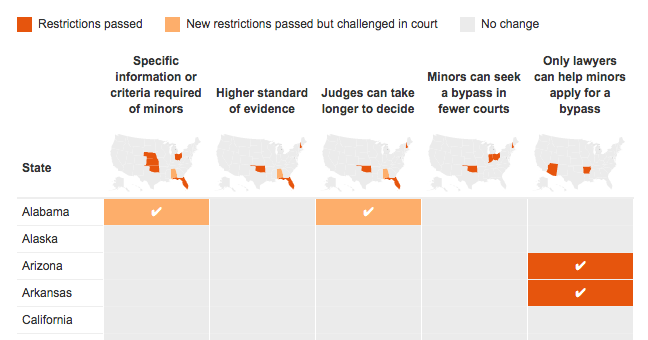 Restrictions passed
New restrictions passed but challenged in court
No change
Specific
information or
criteria required
of minors
Higher standard
of evidence
Judges can take
longer to decide
Minors can seek
a bypass in
fewer courts
Only lawyers
can help minors
apply for a
bypass
State
Alabama ✔ ✔
Alaska
Arizona ✔
Arkansas ✔
California